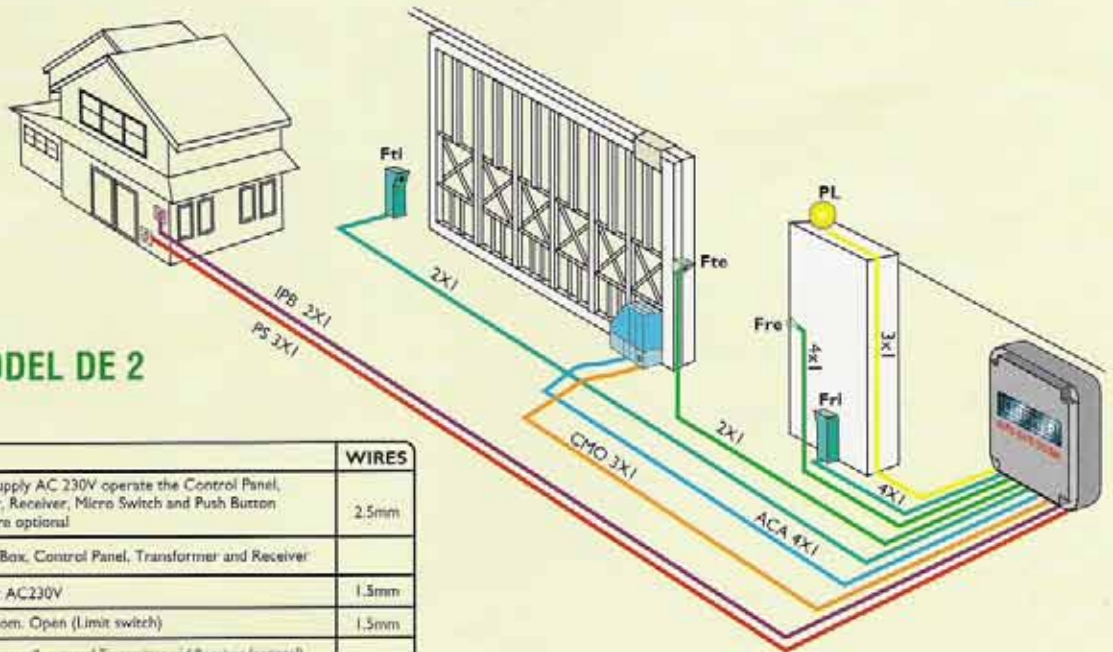 Fti
PL
Fte
Fre
3x1
4x1
2X1
IPB 2X1
PS 3X1
Fri
ODEL DE 2
2X1
CMO 3X1
4X1
ACA 4X1
WIRES
upply AC 230V operate the Control Panel,
, Receiver, Micro Switch and Push Button
re optional
2.5mm
Box, Control Panel, Transformer and Receiver
AC230V
1.5mm
om. Open (Limit switch)
1.5mm